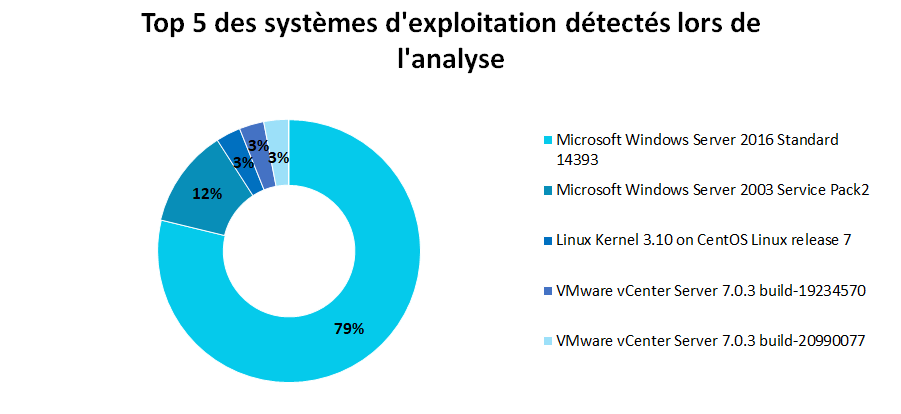 Top 5 des systèmes d'exploitation détectés lors de
l'analyse
3%
3%
3%
12%
79%
Microsoft Windows Server 2016 Standard
14393
Microsoft Windows Server 2003 Service Pack2
Linux Kernel 3.10 on CentOS Linux release 7
VMware vCenter Server 7.0.3 build-19234570
VMware vCenter Server 7.0.3 build-20990077